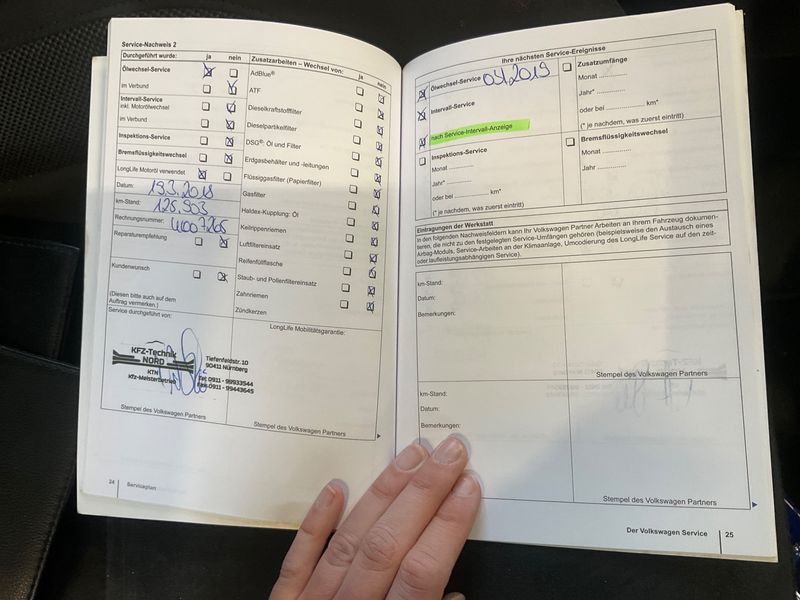 Service-Nachweis 2
Durchgeführt wurde: ja nein
Ölwechsel-Service
im Verbund
Intervall-Service
inkl. Motorölwechsel
im Verbund
Inspektions-Service
Bremsflüssigkeitswechsel
LongLife Motoröl verwendet
Datum: 19.3.2018
km-Stand: 125.903
Rechnungsnummer:
Reparaturempfehlung
Kundenwunsch
(Diesen bitte auch auf dem
Auftrag vermerken.)
Service durchgeführt von:
KFZ-Technik
NORD
KTN
Kfz-Meisterbetrieb
Tiefenfeldstr. 10
90411 Nürnberg
Tel: 0911 - 99933544
Fax: 0911 - 99443645
Stempel des Volkswagen Partners
Zusatzarbeiten – Wechsel von: ja nein
AdBlue®
ATF
Dieselkraftstofffilter
Dieselpartikelfilter
DSG®: Öl und Filter
Erdgasbehälter und -leitungen
Flüssiggasfilter (Papierfilter)
Gasfilter
Haldex-Kupplung: Öl
Keilrippenriemen
Luftfiltereinsatz
Reifenfüllflasche
Staub- und Pollenfiltereinsatz
Zahnriemen
Zündkerzen
LongLife Mobilitätsgarantie:
Stempel des Volkswagen Partners
24 Serviceplan
Ihre nächsten Service-Ereignisse
Ölwechsel-Service 04.2019
Intervall-Service
nach Service-Intervall-Anzeige
Inspektions-Service
Monat ..............
Jahr* ..............
oder bei .................. km*
(* je nachdem, was zuerst eintritt)
Zusatzumfänge
Monat ..............
Jahr* ..............
oder bei .................. km*
(* je nachdem, was zuerst eintritt)
Bremsflüssigkeitswechsel
Monat ..............
Jahr ..............
Eintragungen der Werkstatt
In den folgenden Nachweisfeldern kann Ihr Volkswagen Partner Arbeiten an Ihrem Fahrzeug dokumen-
tieren, die nicht zu den festgelegten Service-Umfängen gehören (beispielsweise den Austausch eines
Airbag-Moduls, Service-Arbeiten an der Klimaanlage, Umcodierung des LongLife Service auf den zeit-
oder laufleistungsabhängigen Service).
km-Stand:
Datum:
Bemerkungen:
Stempel des Volkswagen Partners
km-Stand:
Datum:
Bemerkungen:
Stempel des Volkswagen Partners
Der Volkswagen Service 25